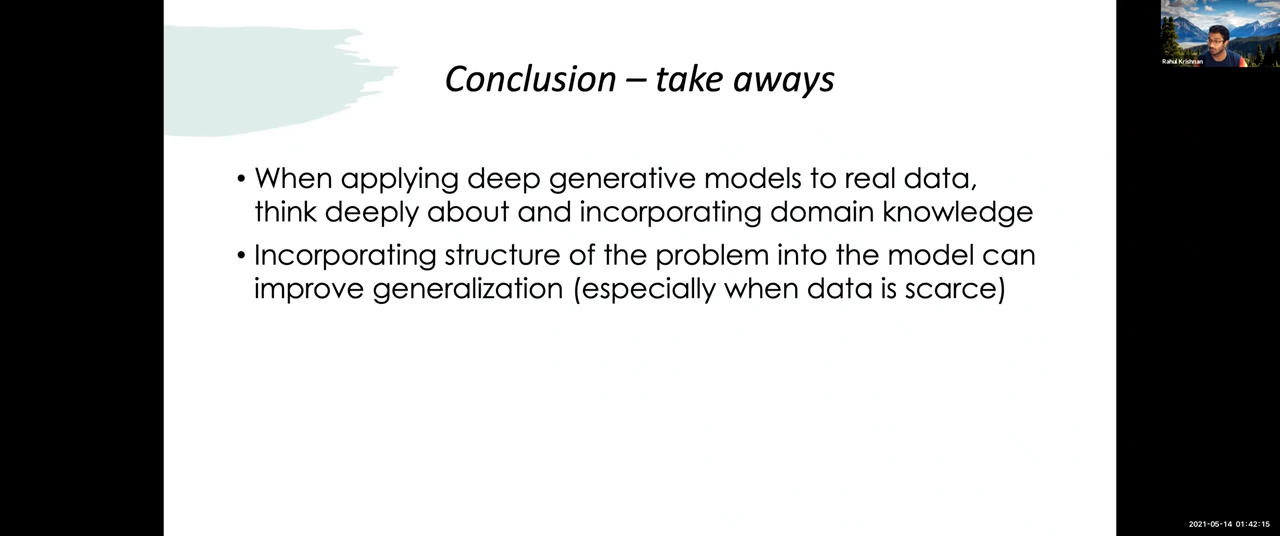 Conclusion – take aways
• When applying deep generative models to real data,
think deeply about and incorporating domain knowledge
• Incorporating structure of the problem into the model can
improve generalization (especially when data is scarce)
Rahul Krishnan
2021-05-14 01:42:15